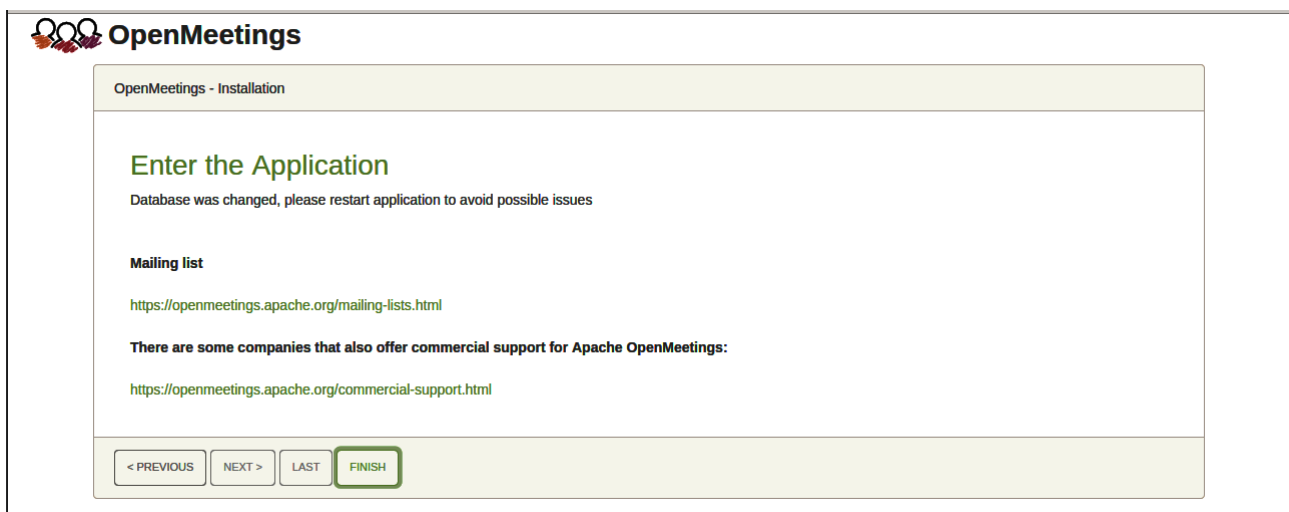 OpenMeetings
OpenMeetings - Installation
Enter the Application
Database was changed, please restart application to avoid possible issues
Mailing list
https://openmeetings.apache.org/mailing-lists.html
There are some companies that also offer commercial support for Apache OpenMeetings:
https://openmeetings.apache.org/commercial-support.html
< PREVIOUS NEXT > LAST FINISH